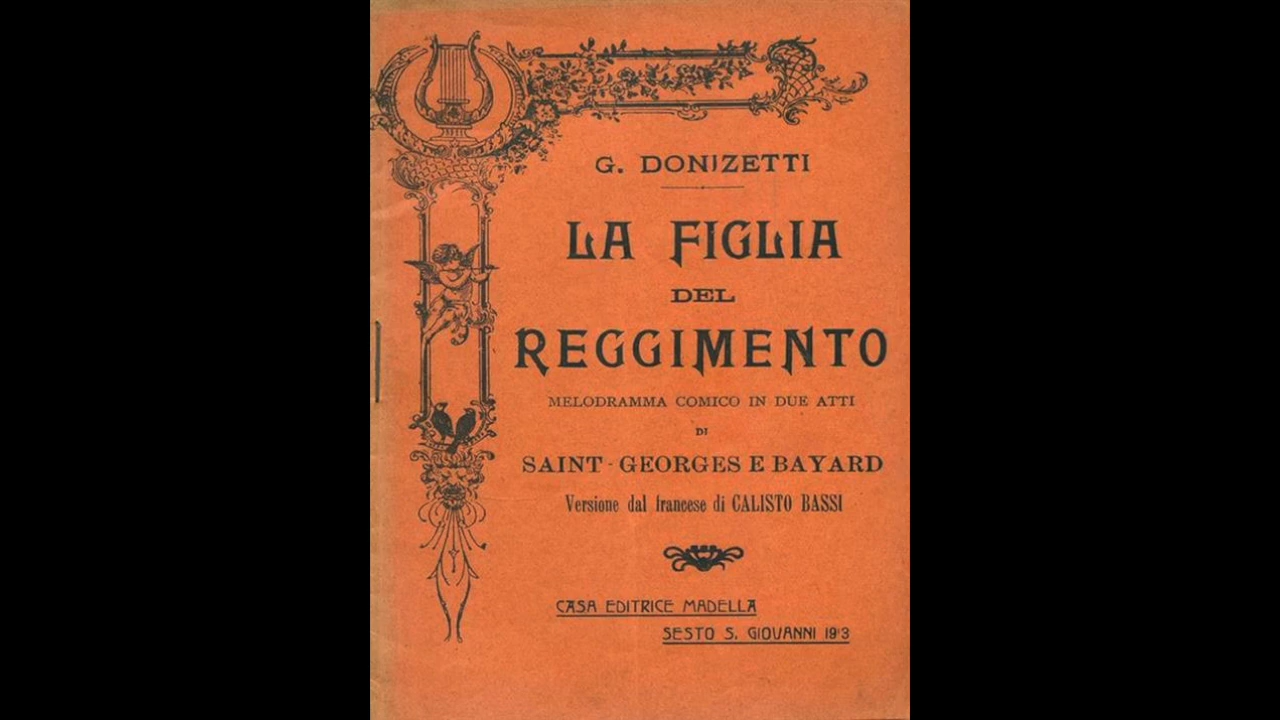 G. DONIZETTI
LA FIGLIA
DEL
REGGIMENTO
MELODRAMMA COMICO IN DUE ATTI
DI
SAINT-GEORGES E BAYARD
Versione dal francese di CALISTO BASSI
CASA EDITRICE MADELLA
SESTO S. GIOVANNI 1913